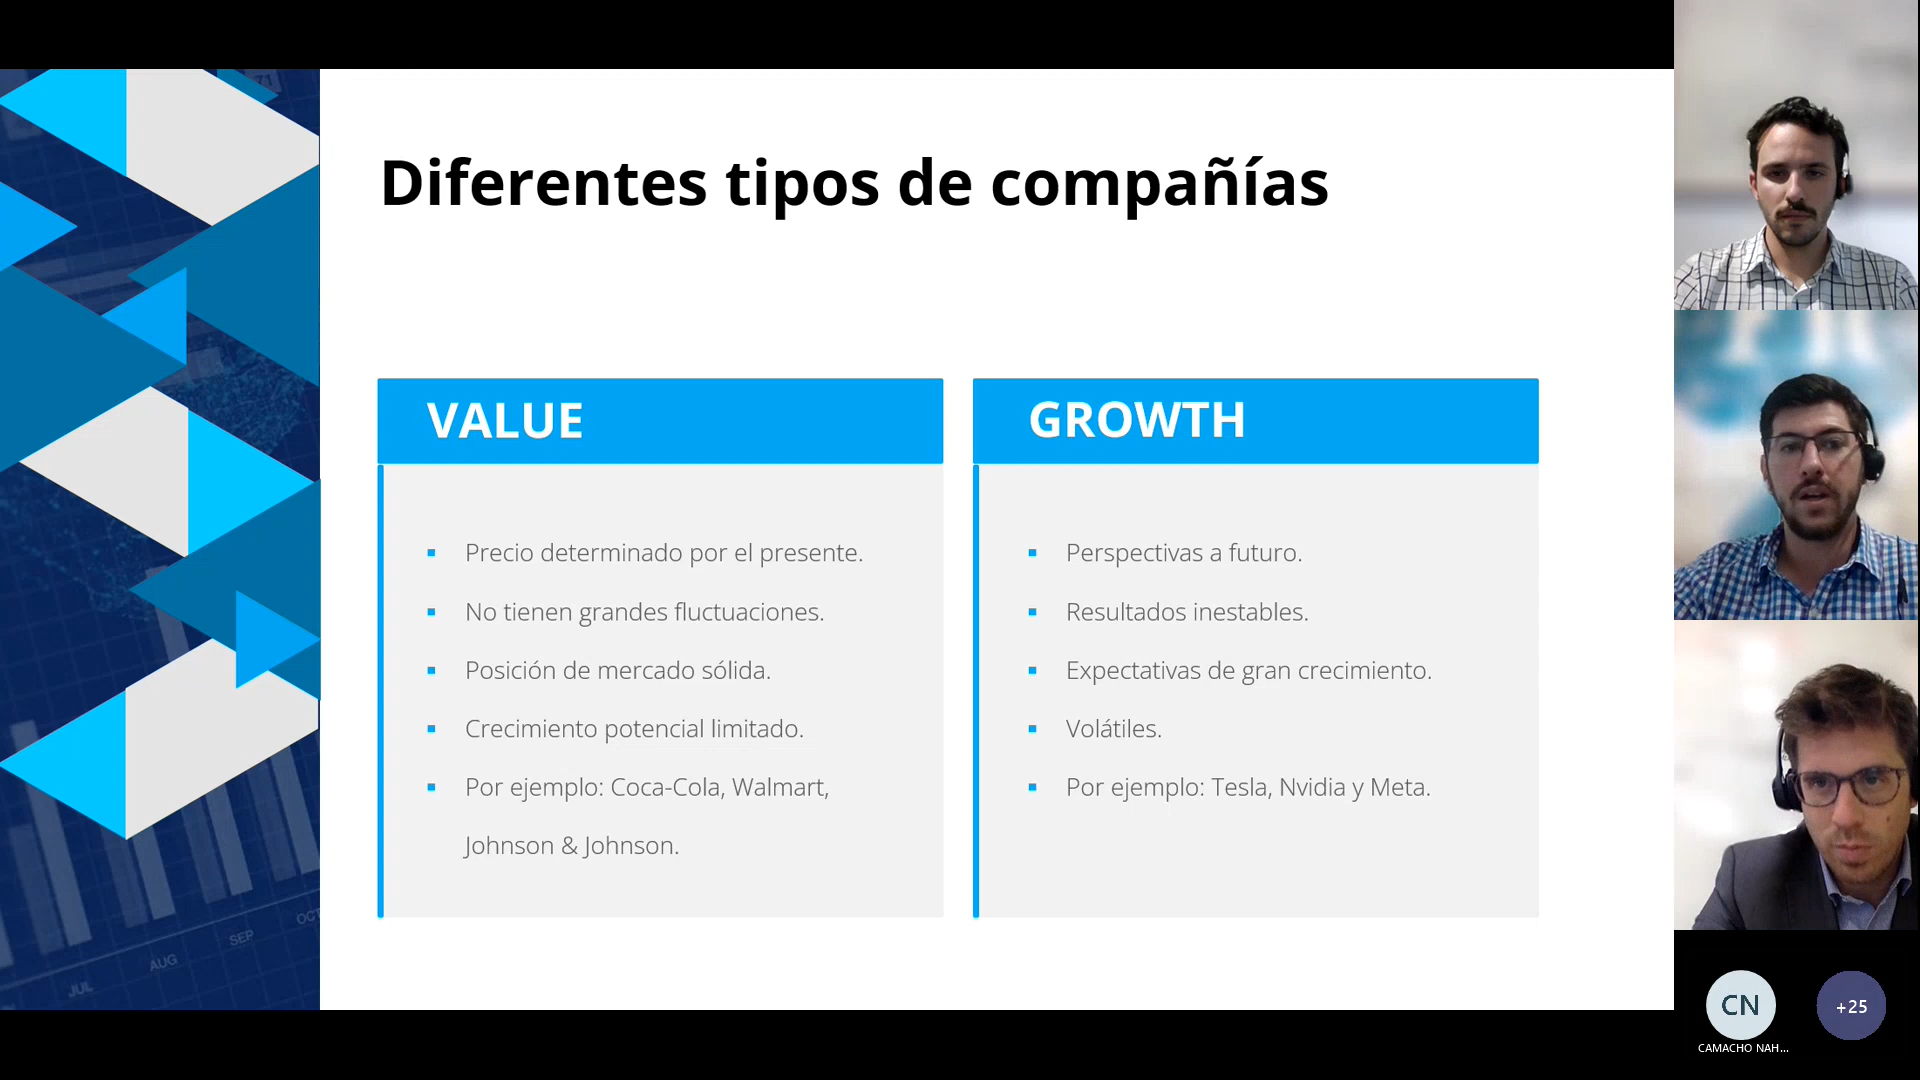 Diferentes tipos de compañías
VALUE
Precio determinado por el presente.
No tienen grandes fluctuaciones.
Posición de mercado sólida.
Crecimiento potencial limitado.
Por ejemplo: Coca-Cola, Walmart,
Johnson & Johnson.
GROWTH
Perspectivas a futuro.
Resultados inestables.
Expectativas de gran crecimiento.
Volátiles.
Por ejemplo: Tesla, Nvidia y Meta.
JUL
AUG
SEP
OCT
CN
+25
CAMACHO NAH...